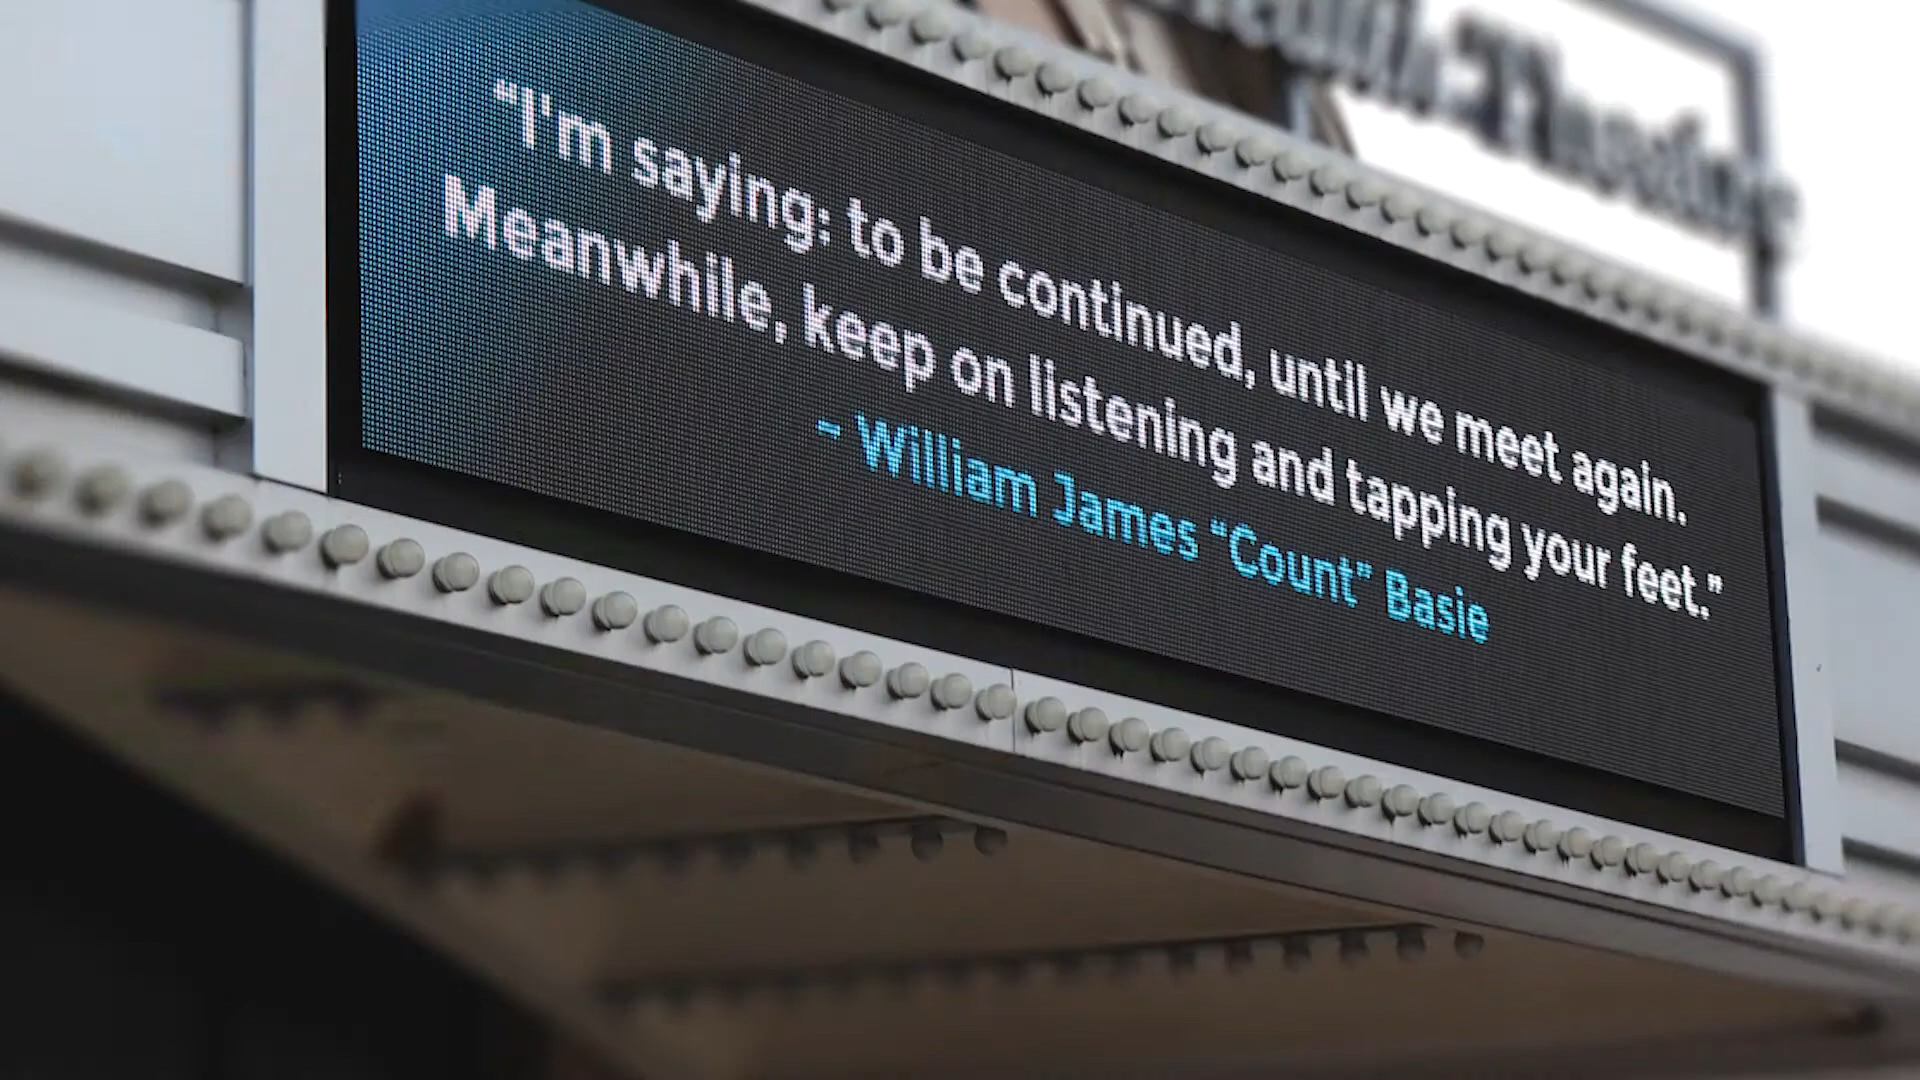 “I'm saying: to be continued, until we meet again.
Meanwhile, keep on listening and tapping your feet.”
~ William James “Count” Basie